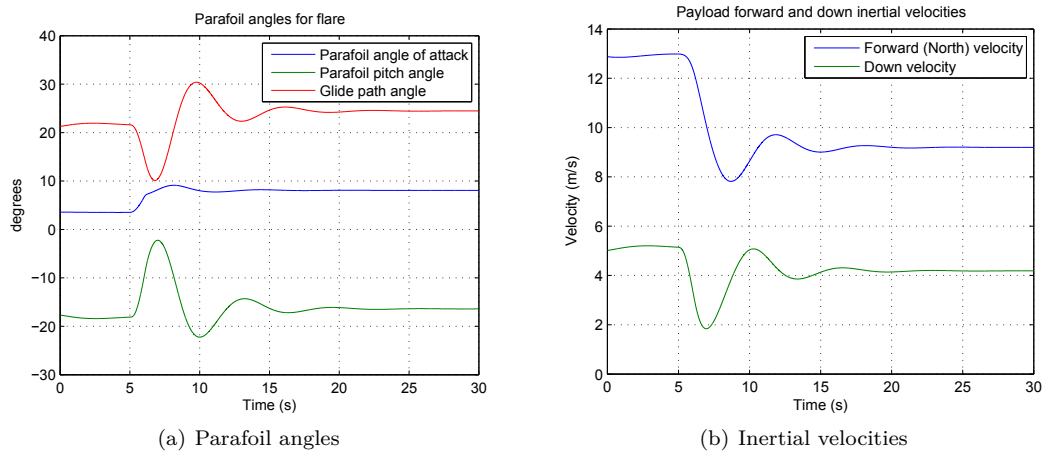 Parafoil angles for flare
40
30
20
10
0
−10
−20
−30
degrees
0 5 10 15 20 25 30
Time (s)
Parafoil angle of attack
Parafoil pitch angle
Glide path angle
(a) Parafoil angles
Payload forward and down inertial velocities
14
12
10
8
6
4
2
0
Velocity (m/s)
0 5 10 15 20 25 30
Time (s)
Forward (North) velocity
Down velocity
(b) Inertial velocities